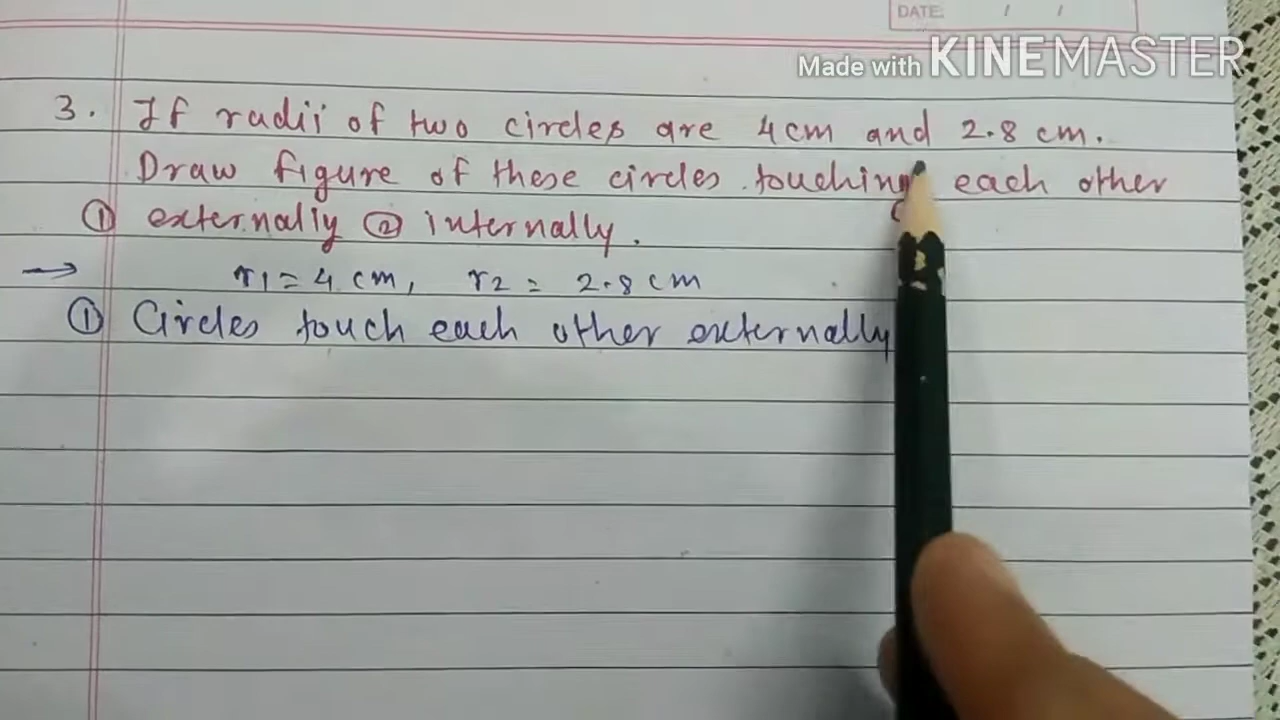 DATE: / /
Made with KINEMASTER
3. If radii of two circles are 4 cm and 2.8 cm.
Draw figure of these circles touching each other
① externally ② internally.
→ r1 = 4 cm, r2 = 2.8 cm
① Circles touch each other externally